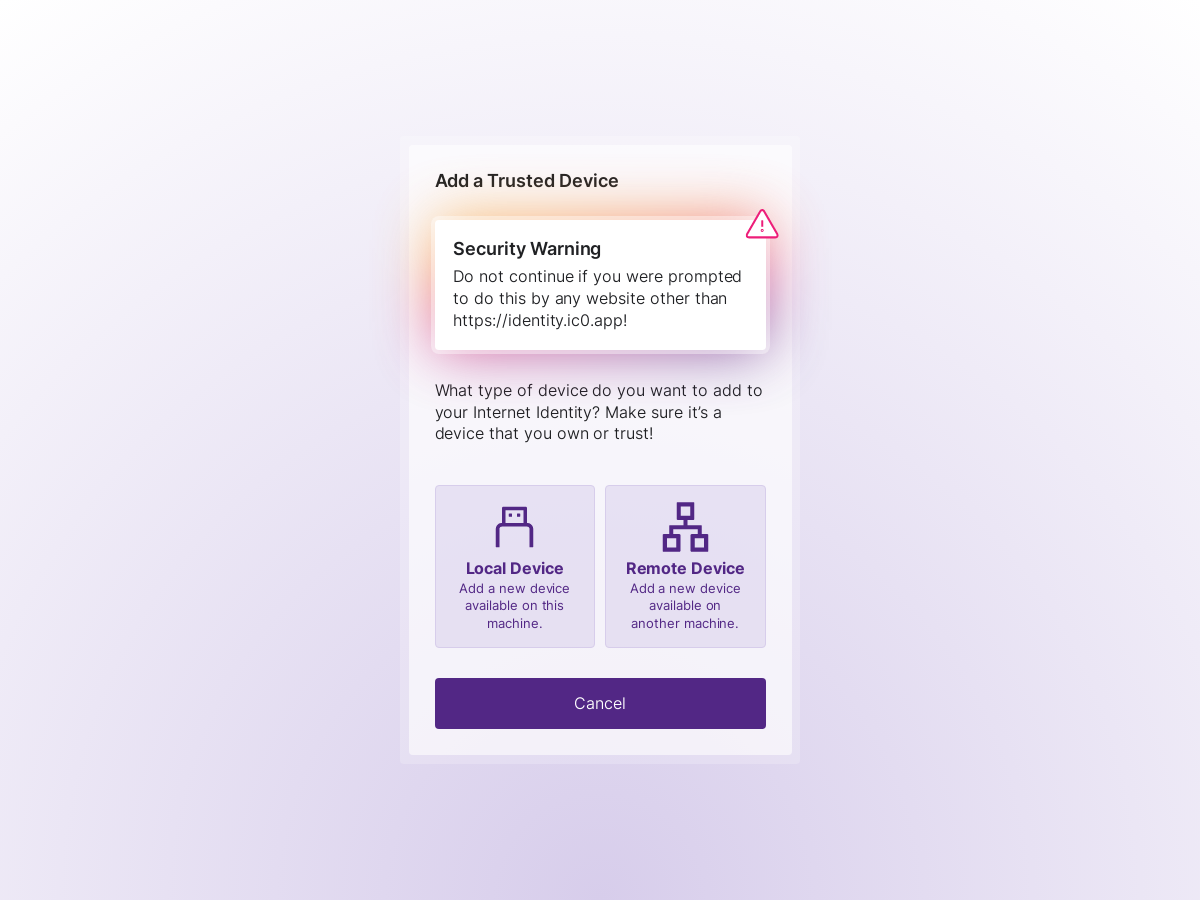 Add a Trusted Device
Security Warning
Do not continue if you were prompted
to do this by any website other than
https://identity.ic0.app!
What type of device do you want to add to
your Internet Identity? Make sure it’s a
device that you own or trust!
Local Device
Add a new device
available on this
machine.
Remote Device
Add a new device
available on
another machine.
Cancel